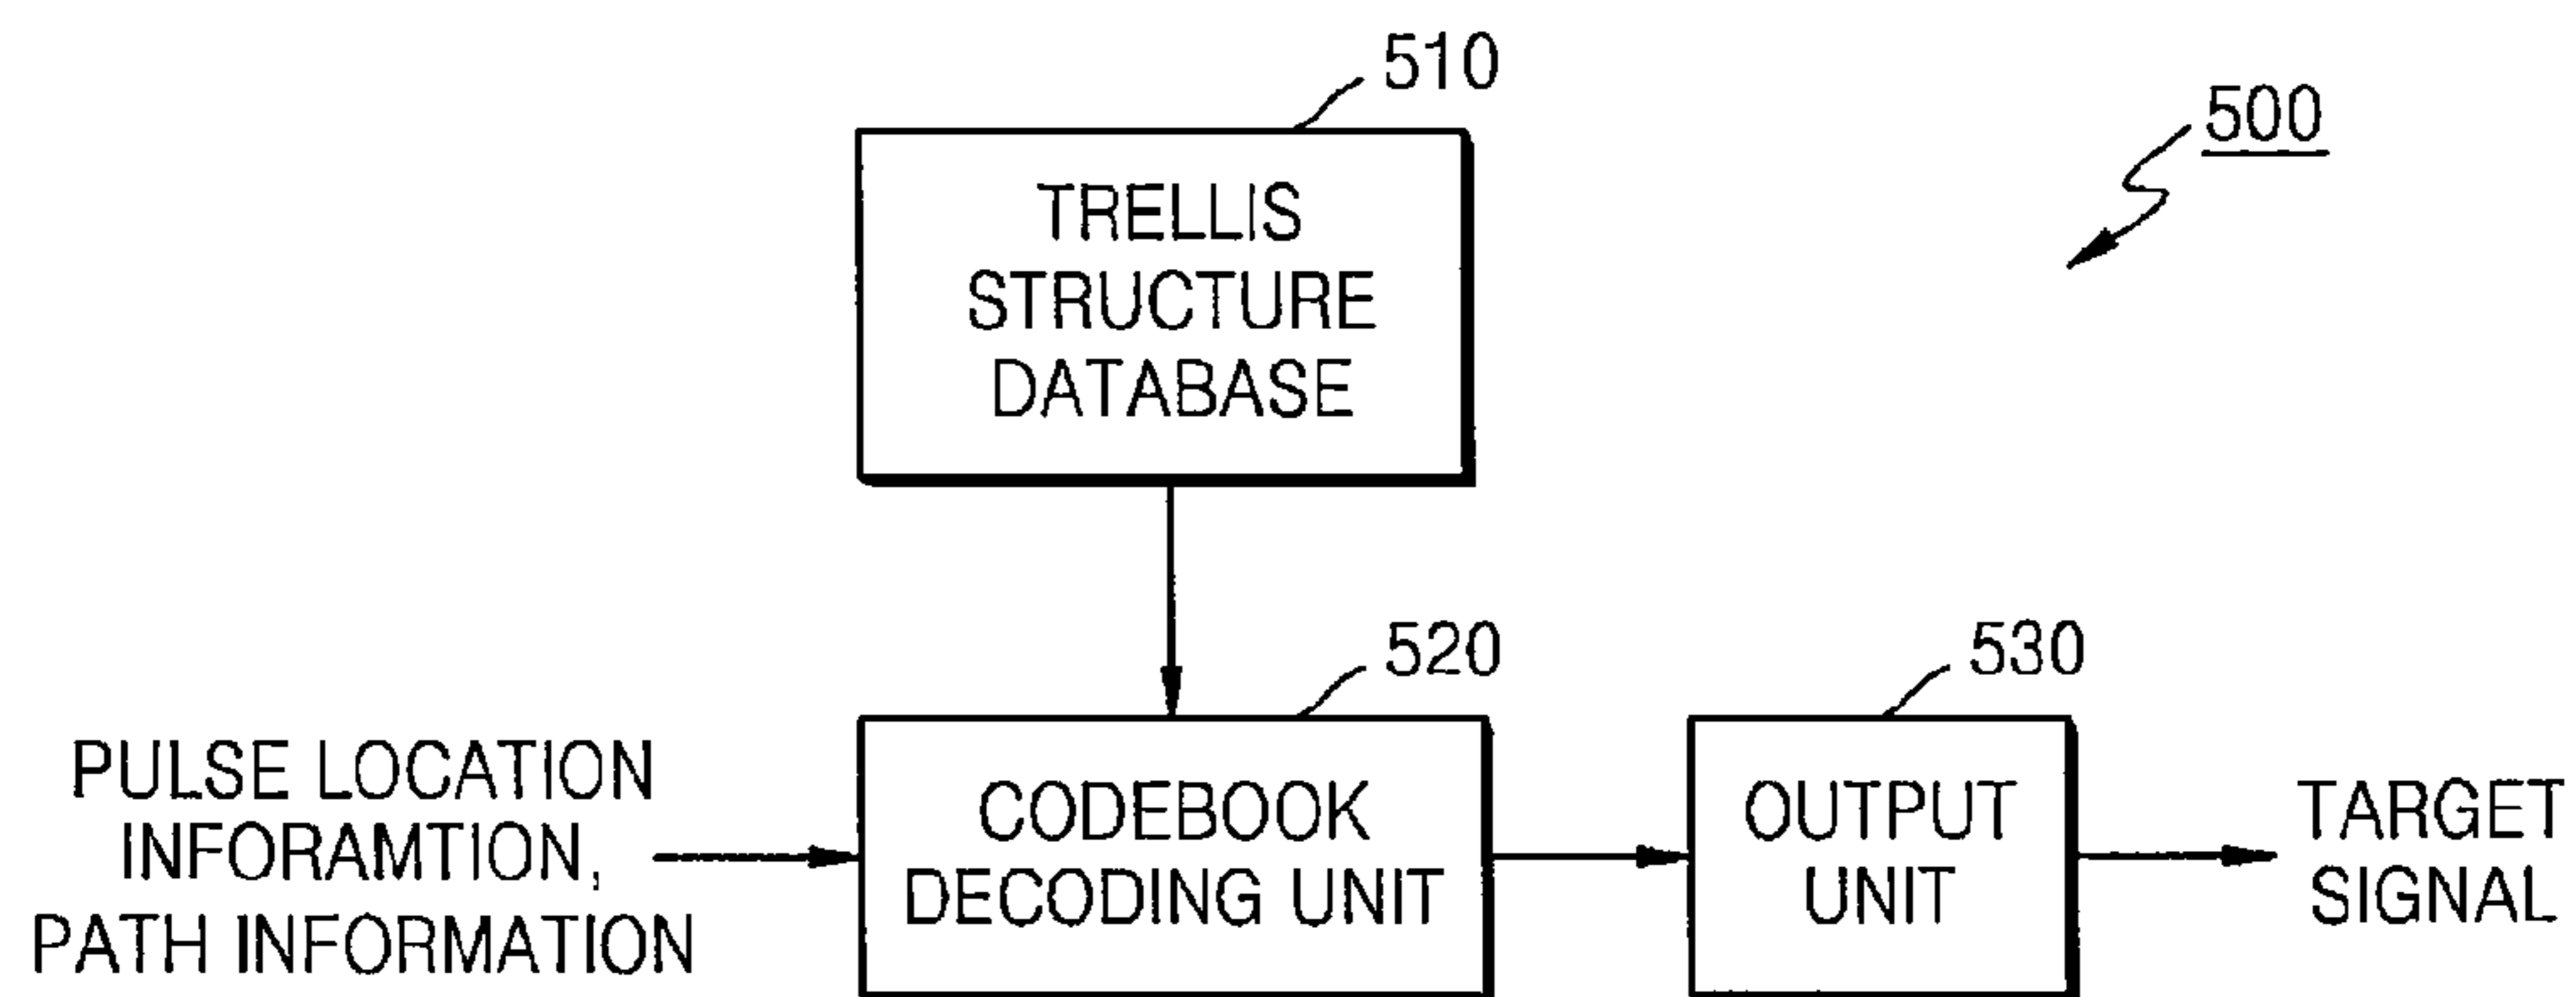 510
500
TRELLIS
STRUCTURE
DATABASE
520
530
PULSE LOCATION
INFORAMTION,
PATH INFORMATION
CODEBOOK
DECODING UNIT
OUTPUT
UNIT
TARGET
SIGNAL